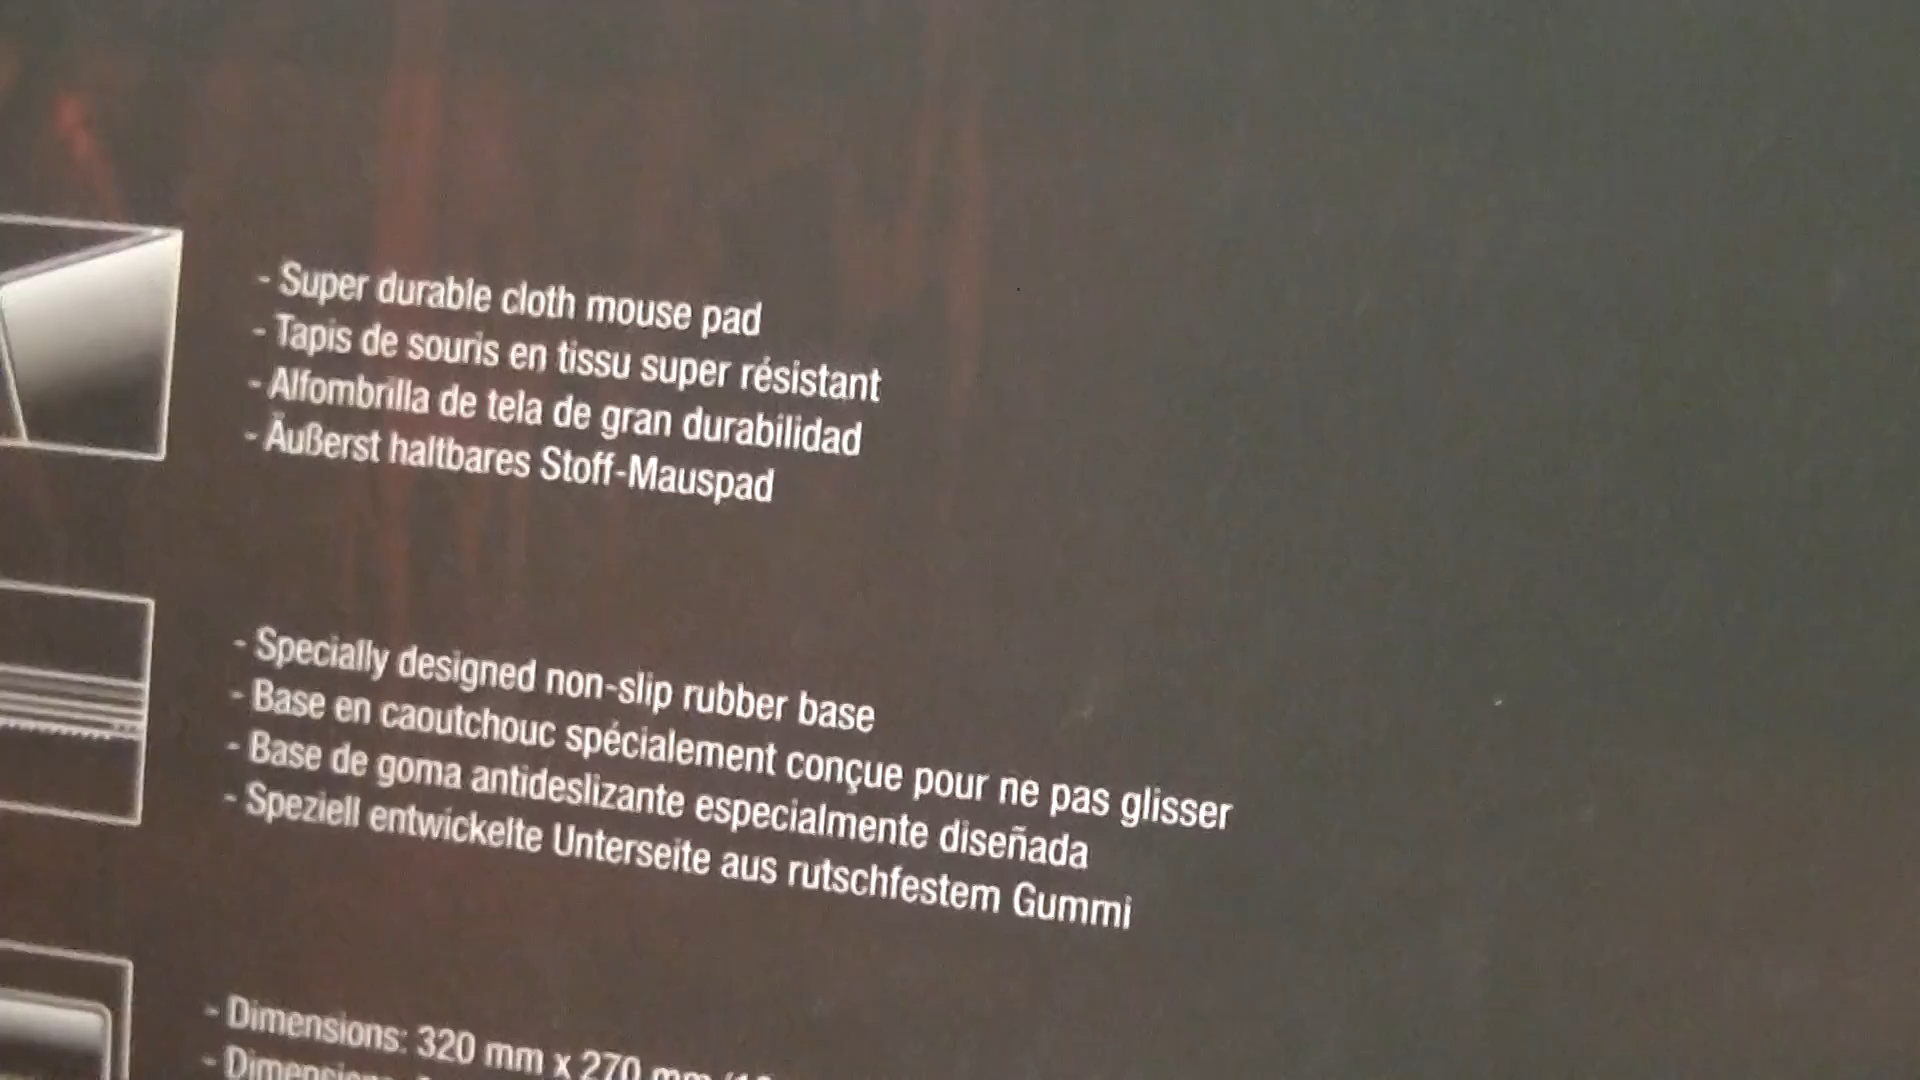 - Super durable cloth mouse pad
- Tapis de souris en tissu super résistant
- Alfombrilla de tela de gran durabilidad
- Äußerst haltbares Stoff-Mauspad
- Specially designed non-slip rubber base
- Base en caoutchouc spécialement conçue pour ne pas glisser
- Base de goma antideslizante especialmente diseñada
- Speziell entwickelte Unterseite aus rutschfestem Gummi
- Dimensions: 320 mm x 270 mm